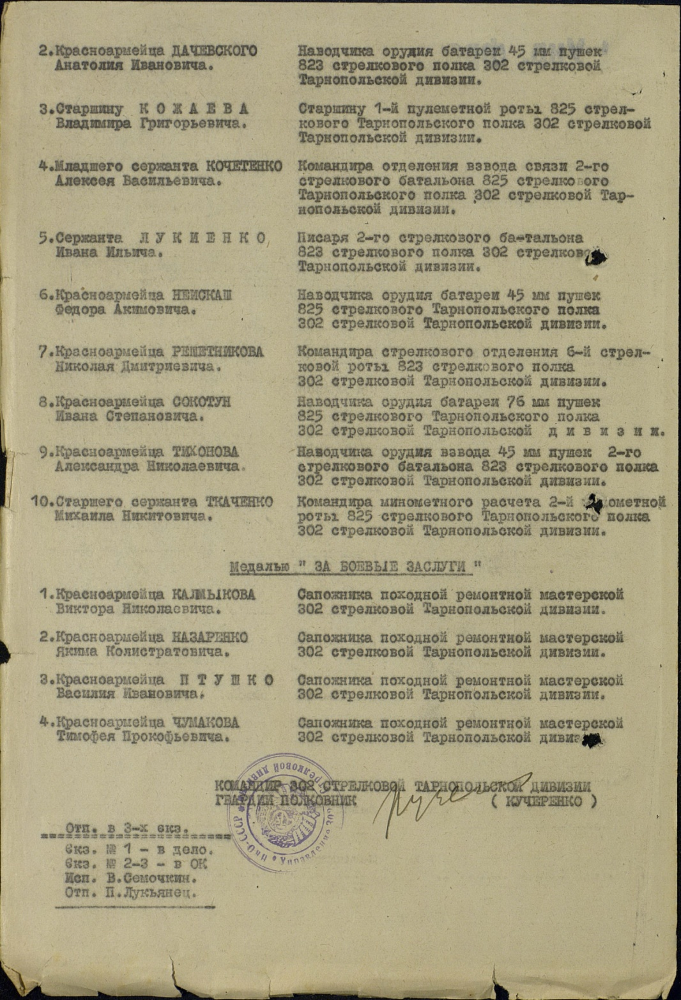 2.Красноармейца ДАЧЕВСКОГО
Анатолия Ивановича.
Наводчика орудия батареи 45 мм пушек
823 стрелкового полка 302 стрелковой
Тарнопольской дивизии.
3.Старшину К О Ж А Е В А
Владимира Григорьевича.
Старшину 1-й пулеметной роты 825 стрел-
кового Тарнопольского полка 302 стрелковой
Тарнопольской дивизии.
4.Младшего сержанта КОЧЕТЕНКО
Алексея Васильевича.
Командира отделения взвода связи 2-го
стрелкового батальона 825 стрелкового
Тарнопольского полка 302 стрелковой Тар-
нопольской дивизии.
5.Сержанта Л У К И Е Н К О
Ивана Ильича.
Писаря 2-го стрелкового ба-тальона
823 стрелкового полка 302 стрелково
Тарнопольской дивизии.
6.Красноармейца НЕИСКАШ
Федора Акимовича.
Наводчика орудия батареи 45 мм пушек
825 стрелкового Тарнопольского полка
302 стрелковой Тарнопольской дивизии.
7.Красноармейца РЕШЕТНИКОВА
Николая Дмитриевича.
Командира стрелкового отделения 6-й стрел-
ковой роты 823 стрелкового полка
302 стрелковой Тарнопольской дивизии.
8.Красноармейца СОКОТУН
Ивана Степановича.
Наводчика орудия батареи 76 мм пушек
825 стрелкового Тарнопольского полка
302 стрелковой Тарнопольской д и в и з и и.
9.Красноармейца ТИХОНОВА
Александра Николаевича.
Наводчика орудия взвода 45 мм пушек 2-го
стрелкового батальона 823 стрелкового полка
302 стрелковой Тарнопольской дивизии.
10.Старшего сержанта ТКАЧЕНКО
Михаила Никитовича.
Командира минометного расчета 2-й ометной
роты 825 стрелкового Тарнопольского полка
302 стрелковой Тарнопольской дивизии.
Медалью " ЗА БОЕВЫЕ ЗАСЛУГИ "
1.Красноармейца КАЛМЫКОВА
Виктора Николаевича.
Сапожника походной ремонтной мастерской
302 стрелковой Тарнопольской дивизии.
2.Красноармейца НАЗАРЕНКО
Якима Колистратовича.
Сапожника походной ремонтной мастерской
302 стрелковой Тарнопольской дивизии.
3.Красноармейца П Т У Ш К О
Василия Ивановича.
Сапожника походной ремонтной мастерской
302 стрелковой Тарнопольской дивизии.
4.Красноармейца ЧУМАКОВА
Тимофея Прокофьевича.
Сапожника походной ремонтной мастерской
302 стрелковой Тарнопольской дивиз
КОМАНДИР 302 СТРЕЛКОВОЙ ТАРНОПОЛЬСКОЙ ДИВИЗИИ
ГВАРДИИ ПОЛКОВНИК ( КУЧЕРЕНКО )
Отп. в 3-х экз.
Экз. № 1 - в дело.
Экз. № 2-3 - в ОК
Исп. В.Семочкин.
Отп. П.Лукьянец.